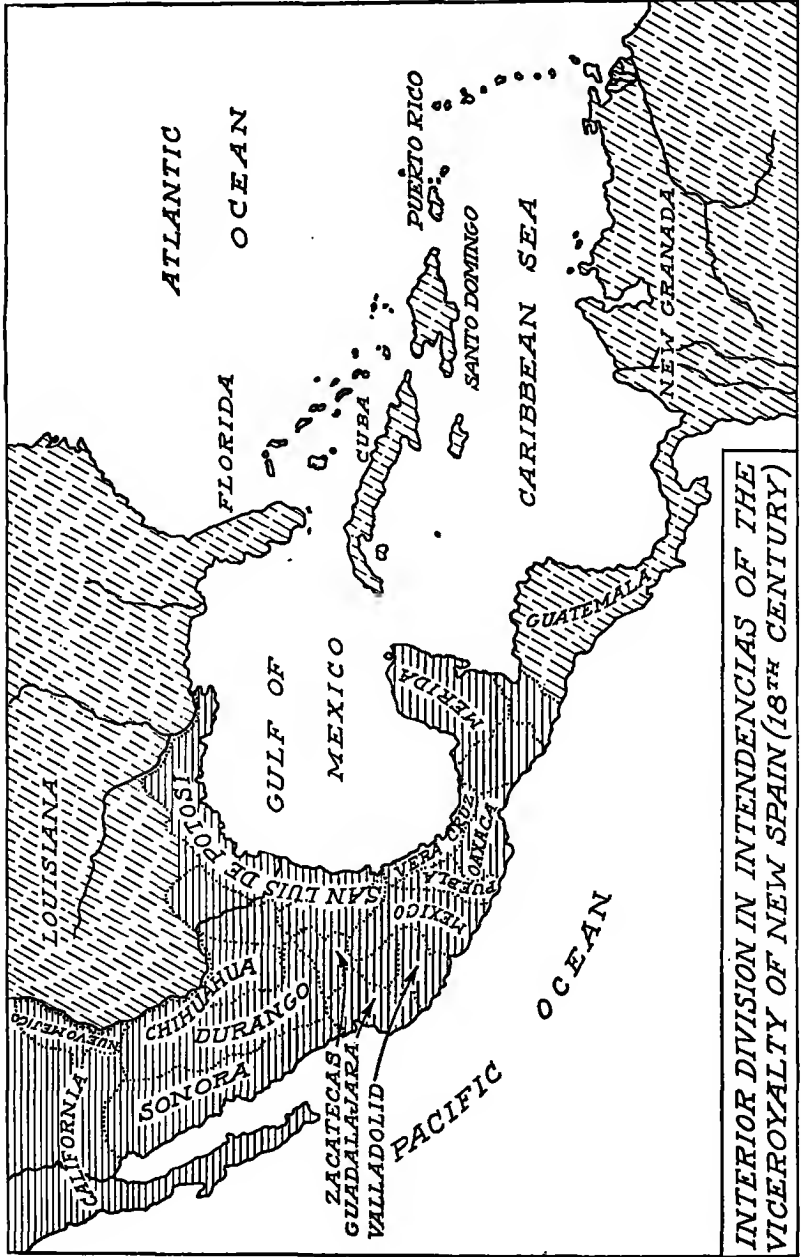 ATLANTIC
OCEAN
FLORIDA
PUERTO RICO
CUBA
SANTO DOMINGO
CARIBBEAN SEA
NEW GRANADA
GULF OF
MEXICO
LOUISIANA
SAN LUIS DE POTOSI
MERIDA
GUATEMALA
VERA CRUZ
OAXACA
PUEBLA
MEXICO
NUEVO MEJICO
CHIHUAHUA
DURANGO
SONORA
CALIFORNIA
ZACATECAS
GUADALAJARA
VALLADOLID
PACIFIC
OCEAN
INTERIOR DIVISION IN INTENDENCIAS OF THE
VICEROYALTY OF NEW SPAIN (18TH CENTURY)